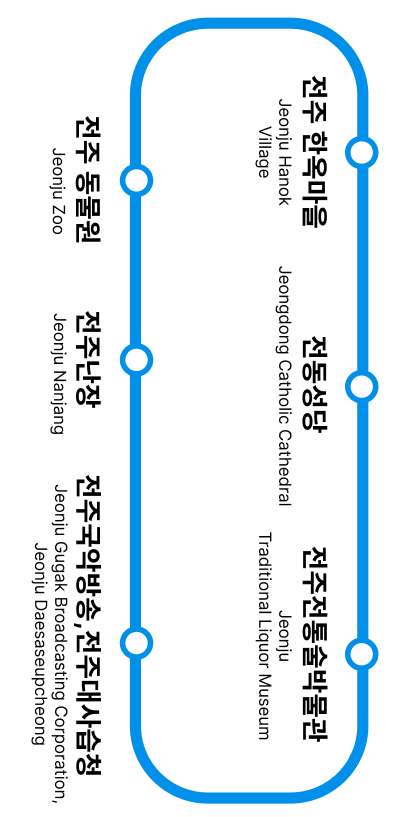 전주 한옥마을
Jeonju Hanok
Village
전동성당
Jeongdong Catholic Cathedral
전주전통술박물관
Jeonju
Traditional Liquor Museum
전주 동물원
Jeonju Zoo
전주난장
Jeonju Nanjang
전주국악방송,전주대사습청
Jeonju Gugak Broadcasting Corporation,
Jeonju Daesaseupcheong